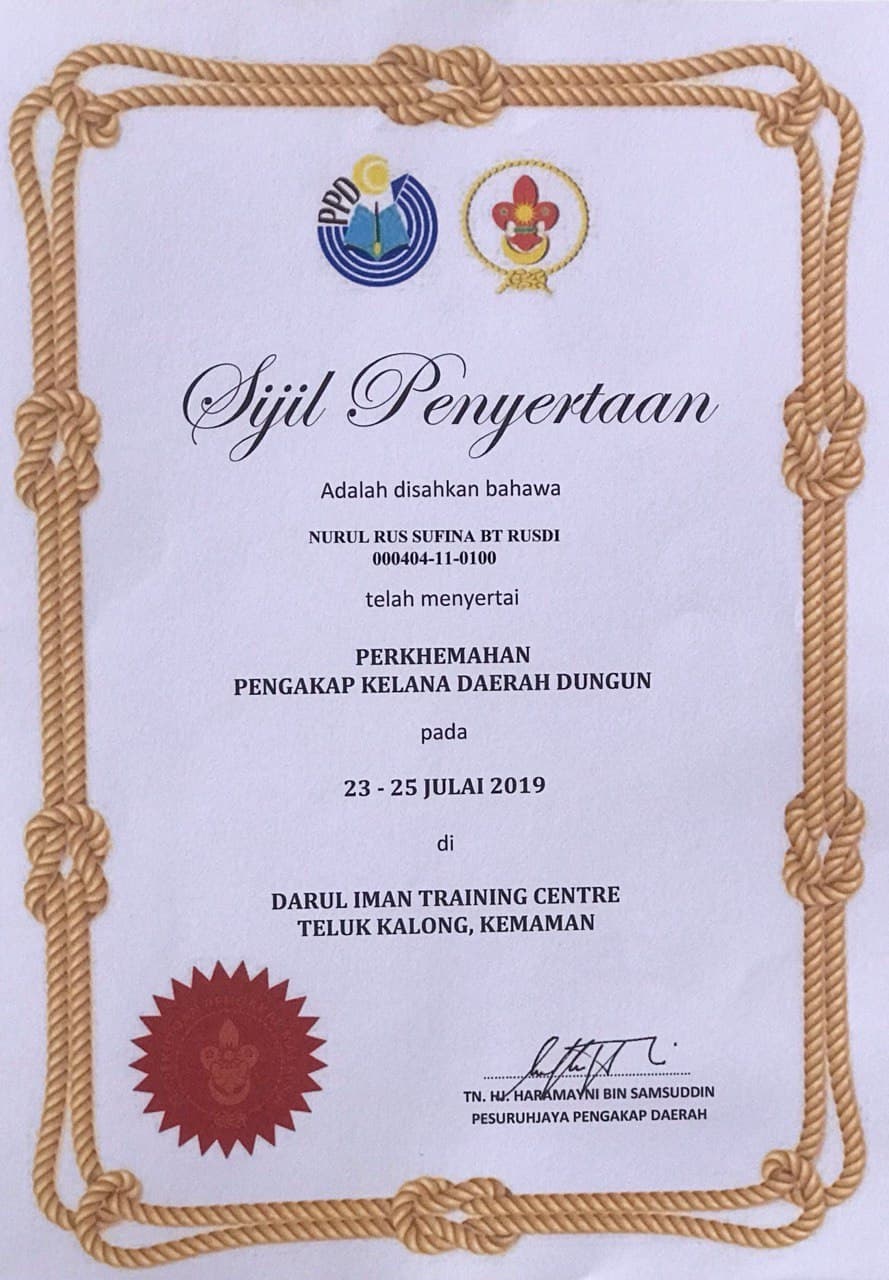 PPD
Sijil Penyertaan
Adalah disahkan bahawa
NURUL RUS SUFINA BT RUSDI
000404-11-0100
telah menyertai
PERKHEMAHAN
PENGAKAP KELANA DAERAH DUNGUN
pada
23 - 25 JULAI 2019
di
DARUL IMAN TRAINING CENTRE
TELUK KALONG, KEMAMAN
TN. HJ. HARAMAYNI BIN SAMSUDDIN
PESURUHJAYA PENGAKAP DAERAH